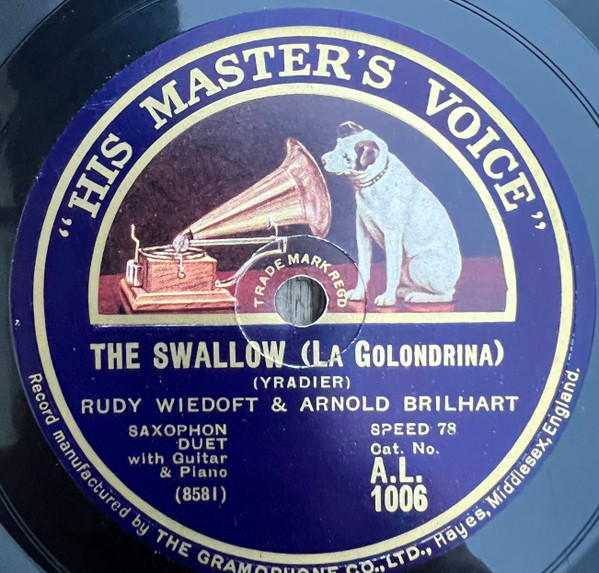 "HIS MASTER'S VOICE"
TRADE MARK REGD
THE SWALLOW (LA GOLONDRINA)
(YRADIER)
RUDY WIEDOFT & ARNOLD BRILHART
SAXOPHON DUET with Guitar & Piano
(8581)
SPEED 78
Cat. No.
A.L. 1006
Record manufactured by THE GRAMOPHONE CO., LTD., Hayes, Middlesex, England.